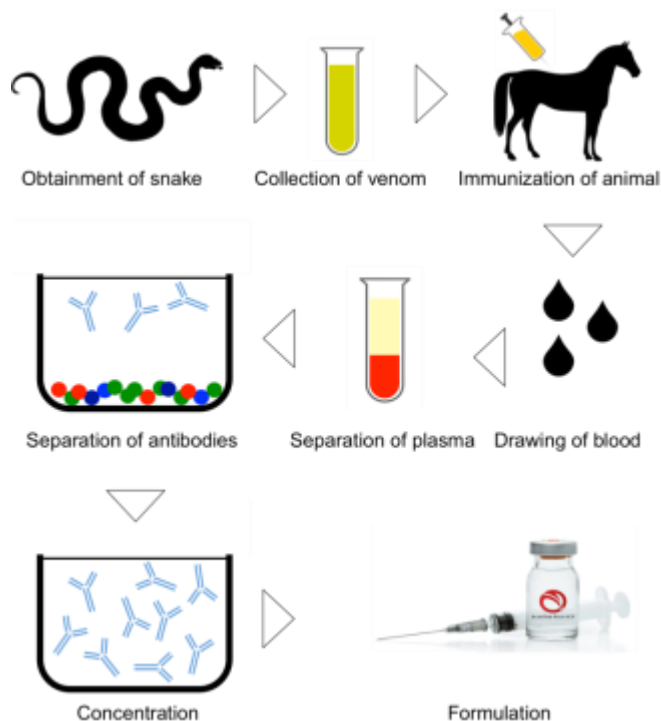 Obtainment of snake
Collection of venom
Immunization of animal
Separation of antibodies
Separation of plasma
Drawing of blood
Concentration
Formulation